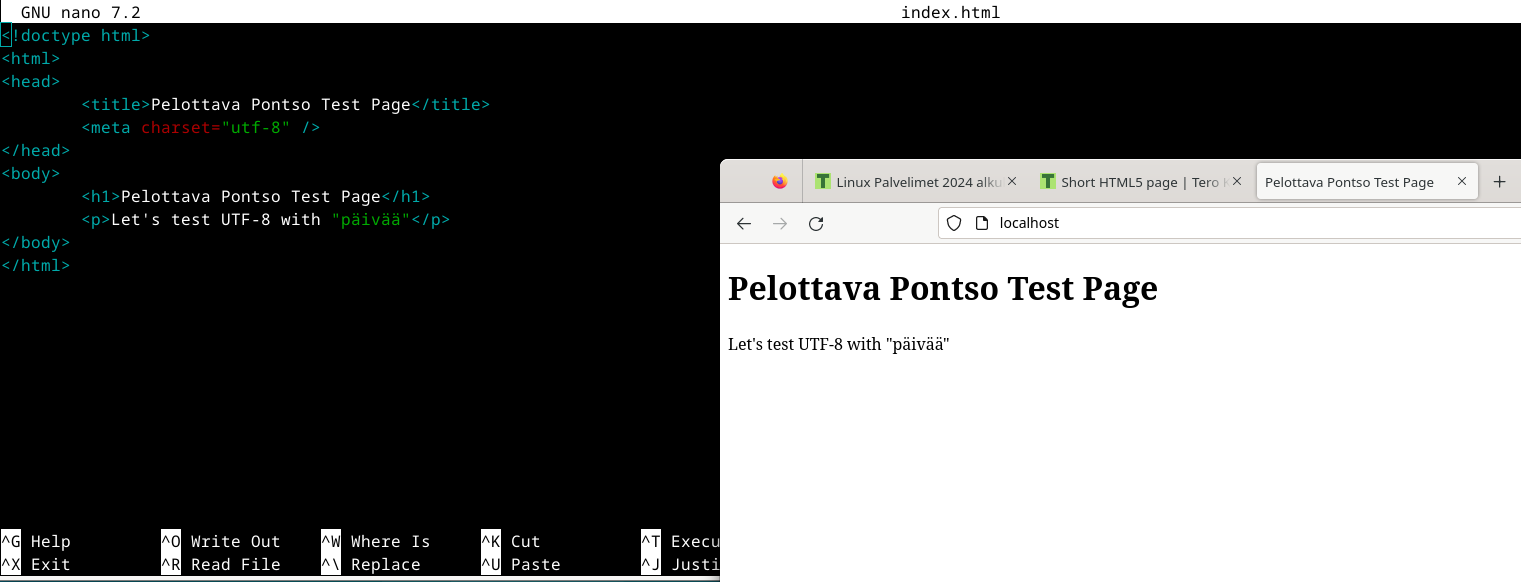 GNU nano 7.2 index.html
<!doctype html>
<html>
<head>
<title>Pelottava Pontso Test Page</title>
<meta charset="utf-8" />
</head>
<body>
<h1>Pelottava Pontso Test Page</h1>
<p>Let's test UTF-8 with "päivää"</p>
</body>
</html>
^G Help ^O Write Out ^W Where Is ^K Cut ^T Execu
^X Exit ^R Read File ^\ Replace ^U Paste ^J Justi
Linux Palvelimet 2024 alku Short HTML5 page | Tero K Pelottava Pontso Test Page
localhost
Pelottava Pontso Test Page
Let's test UTF-8 with "päivää"